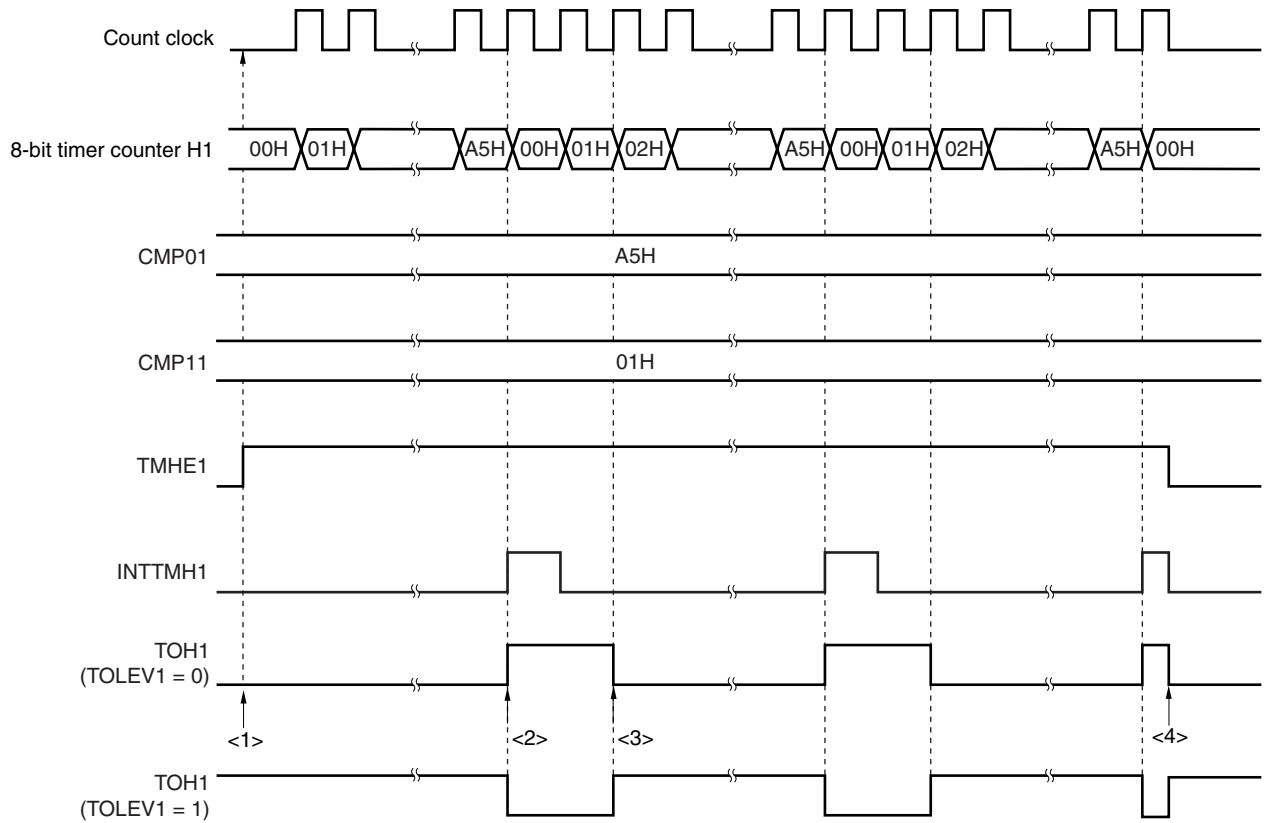 Count clock
8-bit timer counter H1 00H 01H A5H 00H 01H 02H A5H 00H 01H 02H A5H 00H
CMP01 A5H
CMP11 01H
TMHE1
INTTMH1
TOH1
(TOLEV1 = 0)
<1> <2> <3> <4>
TOH1
(TOLEV1 = 1)